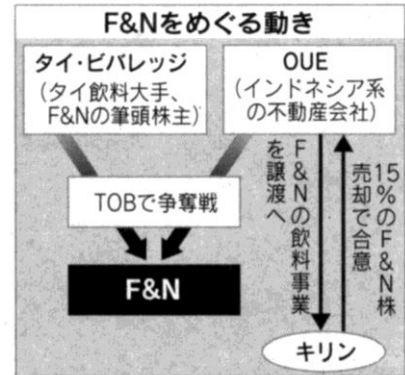 F&Nをめぐる動き
タイ・ビバレッジ
(タイ飲料大手、
F&Nの筆頭株主)
OUE
(インドネシア系
の不動産会社)
TOBで争奪戦
F&N
F&Nの飲料事業
を譲渡へ
15%のF&N株
売却で合意
キリン